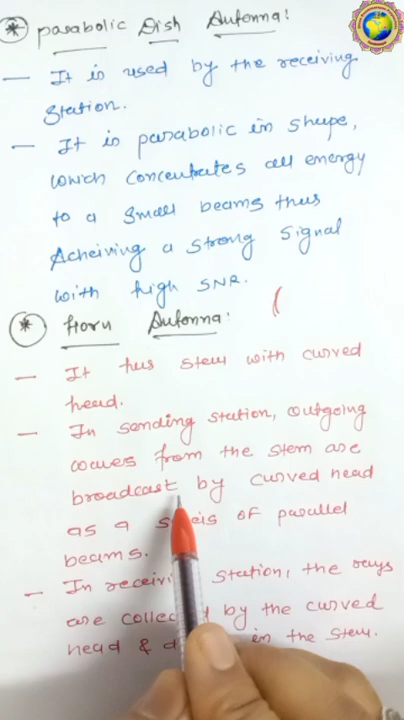 * Parabolic Dish Antenna:
— It is used by the receiving
station.
— It is parabolic in shape,
which concentrates all energy
to a small beams thus
Acheiving a strong signal
with high SNR.
* Horn Antenna:
— It has stem with curved
head.
— In sending station, outgoing
comes from the stem are
broadcast by curved head
as a of parallel
beams.
— In station, the rays
are by the curved
head & in the stem.